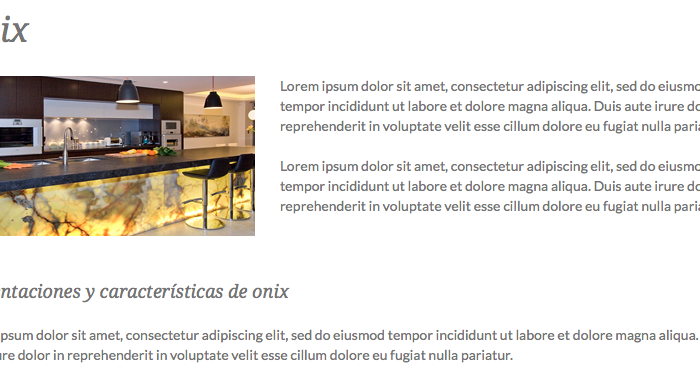 ix
Lorem ipsum dolor sit amet, consectetur adipiscing elit, sed do eiusmo
tempor incididunt ut labore et dolore magna aliqua. Duis aute irure do
reprehenderit in voluptate velit esse cillum dolore eu fugiat nulla paria
Lorem ipsum dolor sit amet, consectetur adipiscing elit, sed do eiusmo
tempor incididunt ut labore et dolore magna aliqua. Duis aute irure do
reprehenderit in voluptate velit esse cillum dolore eu fugiat nulla paria
ntaciones y características de onix
psum dolor sit amet, consectetur adipiscing elit, sed do eiusmod tempor incididunt ut labore et dolore magna aliqua.
ure dolor in reprehenderit in voluptate velit esse cillum dolore eu fugiat nulla pariatur.